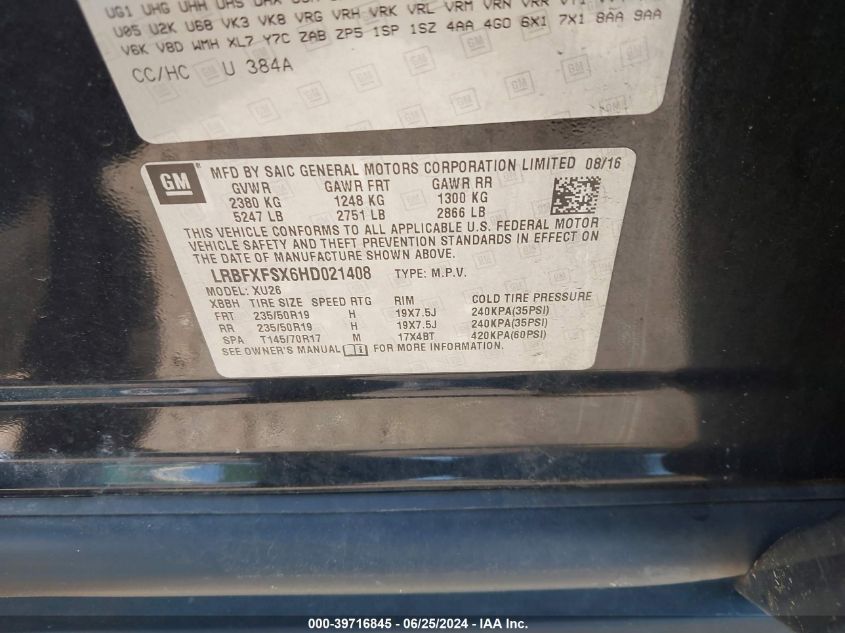 UG1 UHG UHH UHS
U05 U2K U68 VK3 VK8 VRG VRH VRK VRL VRM VRN VRR VT1
V6K V8D WMH XL7 Y7C ZAB ZP5 1SP 1SZ 4AA 4G0 6X1 7X1 8AA 9AA
CC/HC U 384A
GM MFD BY SAIC GENERAL MOTORS CORPORATION LIMITED 08/16
GVWR GAWR FRT GAWR RR
2380 KG 1248 KG 1300 KG
5247 LB 2751 LB 2866 LB
THIS VEHICLE CONFORMS TO ALL APPLICABLE U.S. FEDERAL MOTOR
VEHICLE SAFETY AND THEFT PREVENTION STANDARDS IN EFFECT ON
THE DATE OF MANUFACTURE SHOWN ABOVE.
LRBFXFSX6HD021408 TYPE: M.P.V.
MODEL: XU26
XBBH TIRE SIZE SPEED RTG RIM COLD TIRE PRESSURE
FRT 235/50R19 H 19X7.5J 240KPA(35PSI)
RR 235/50R19 H 19X7.5J 240KPA(35PSI)
SPA T145/70R17 M 17X4BT 420KPA(60PSI)
SEE OWNER'S MANUAL FOR MORE INFORMATION.
000-39716845 - 06/25/2024 - IAA Inc.